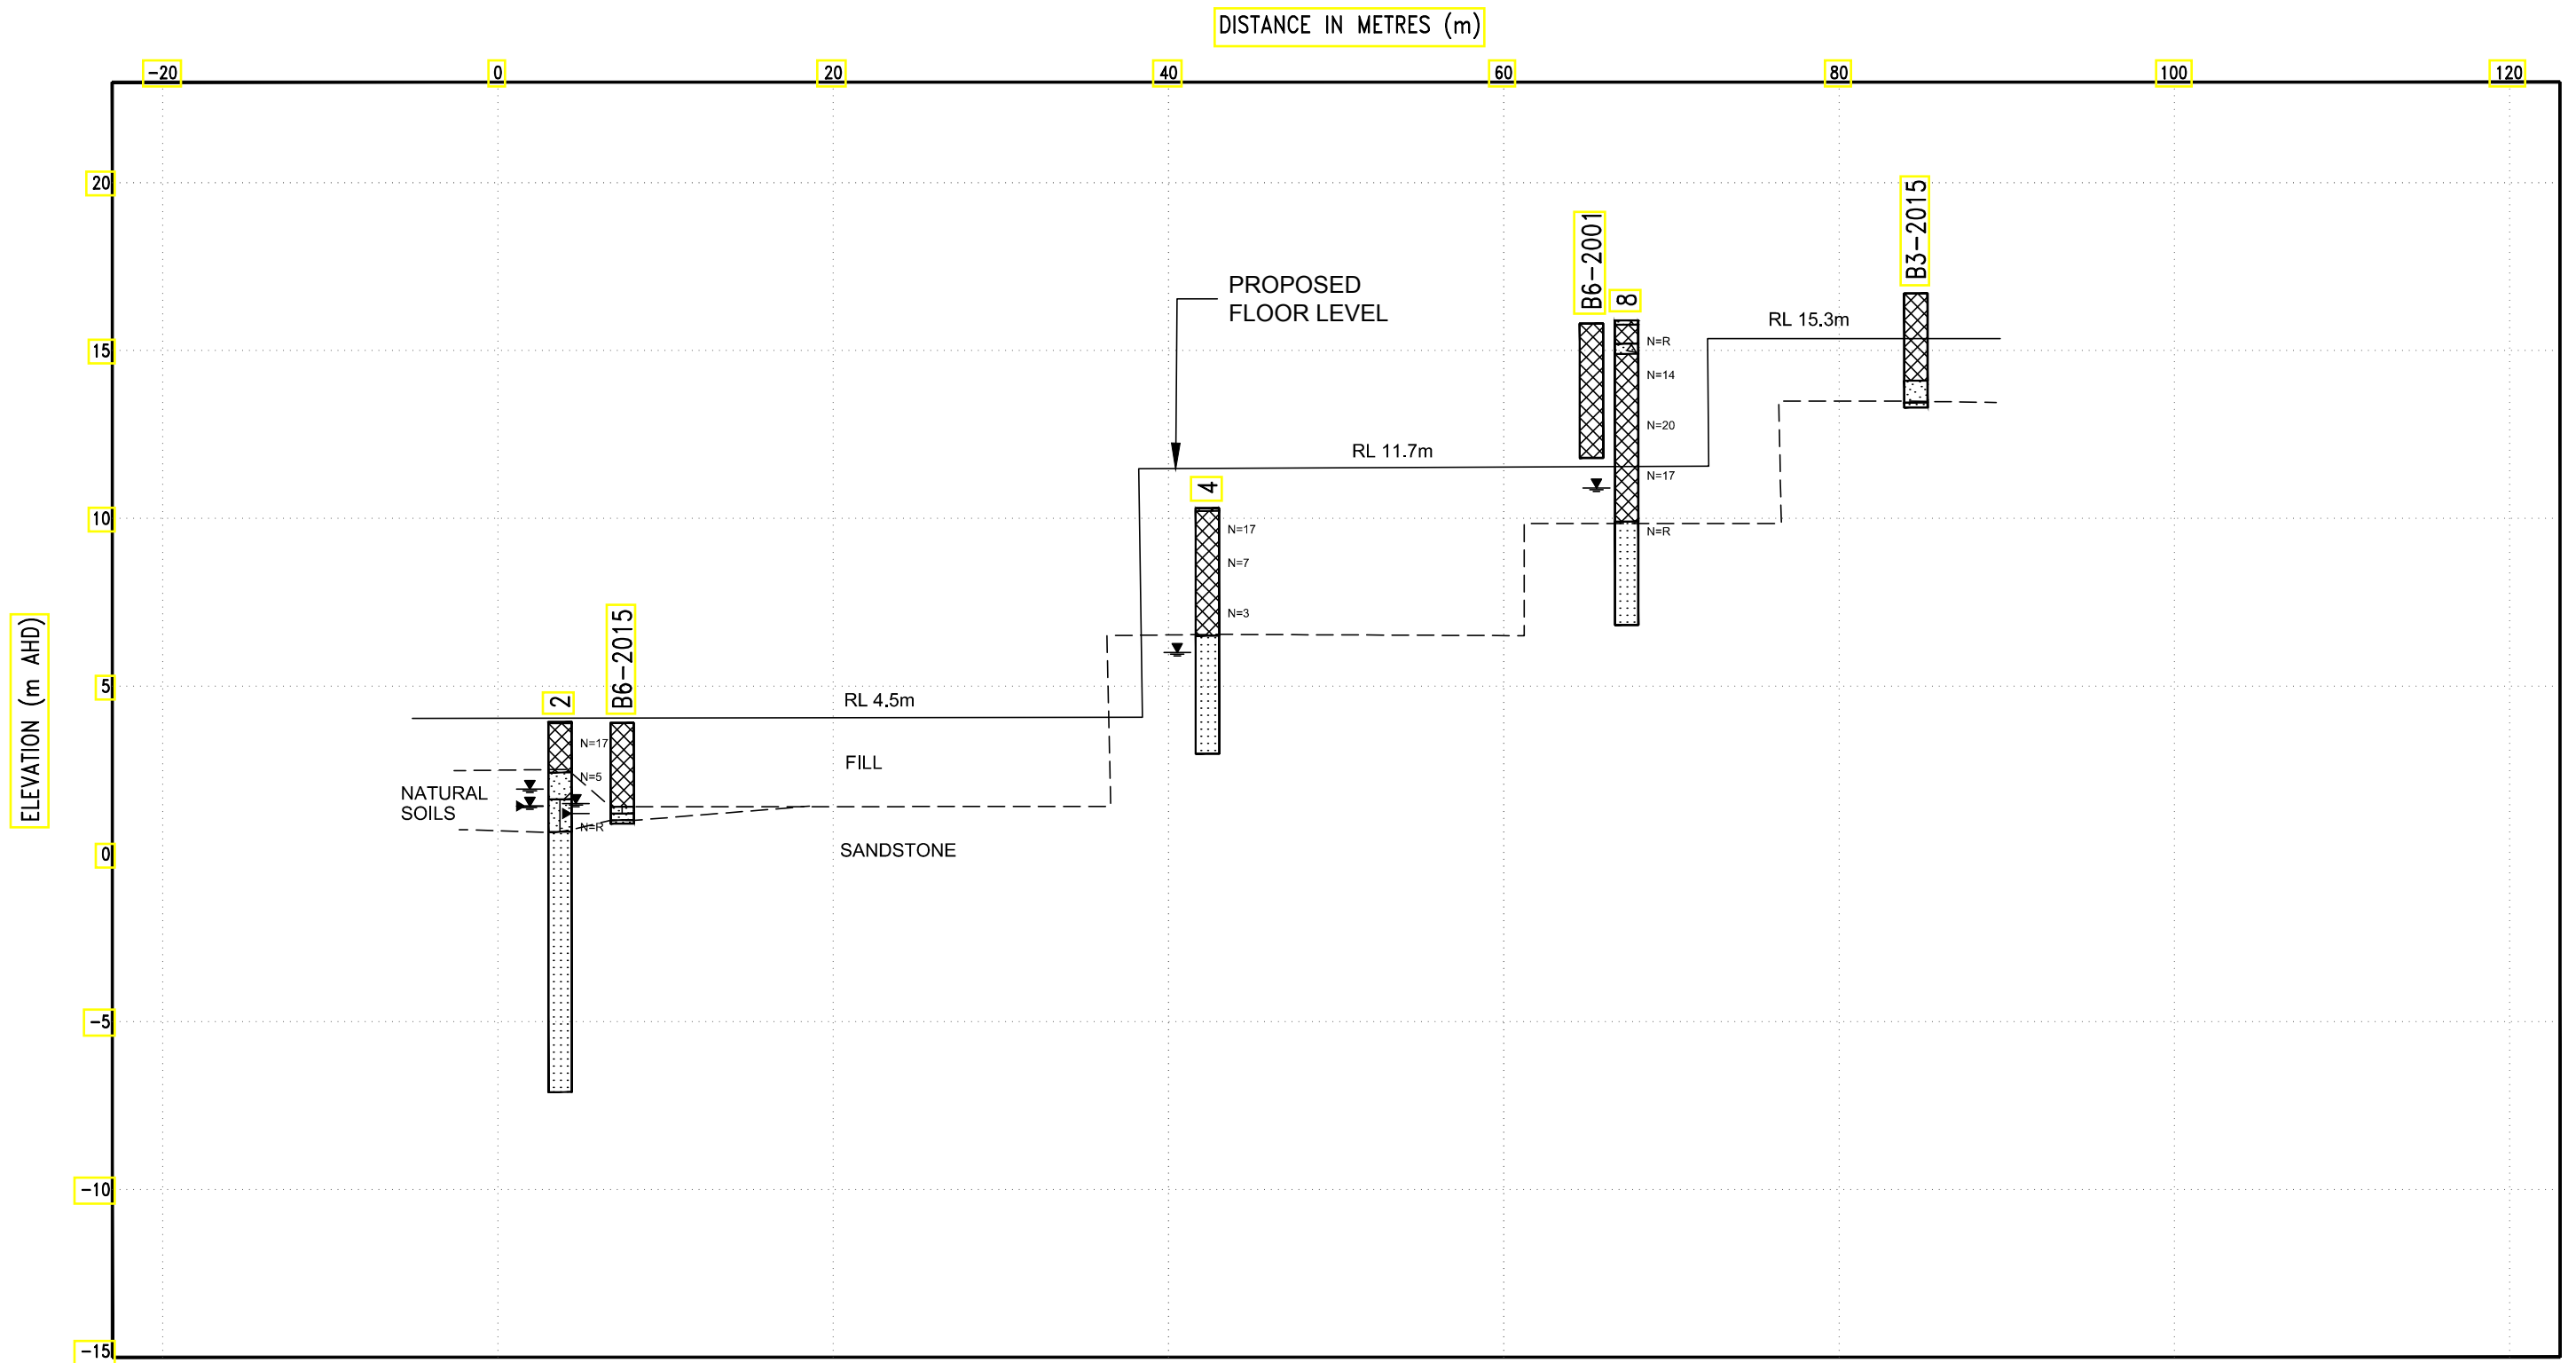 DISTANCE IN METRES (m)
-20 0 20 40 60 80 100 120
20
15
10
5
0
-5
-10
-15
ELEVATION (m AHD)
B3-2015
B6-2001
8
PROPOSED
FLOOR LEVEL
RL 15.3m
N=R
N=14
N=20
N=17
N=R
RL 11.7m
4
N=17
N=7
N=3
B6-2015
2
RL 4.5m
N=17
N=5
N=R
FILL
NATURAL
SOILS
SANDSTONE